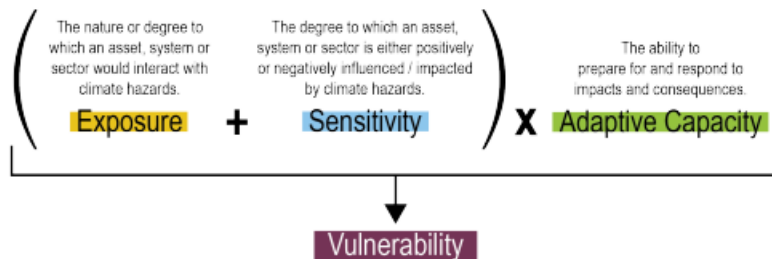 The nature or degree to
which an asset, system or
sector would interact with
climate hazards.
Exposure
+
The degree to which an asset,
system or sector is either positively
or negatively influenced / impacted
by climate hazards.
Sensitivity
x
The ability to
prepare for and respond to
impacts and consequences.
Adaptive Capacity
Vulnerability